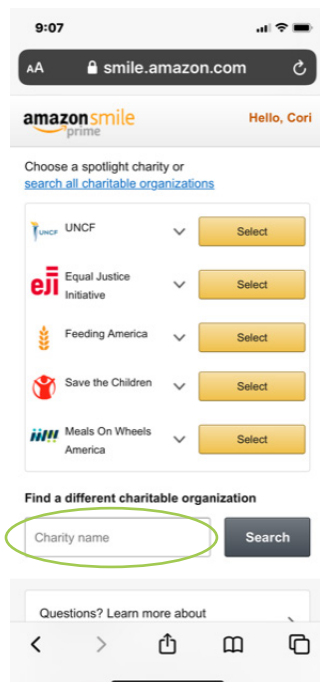 9:07
AA smile.amazon.com
amazonsmile
prime
Hello, Cori
Choose a spotlight charity or
search all charitable organizations
UNCF UNCF Select
eji Equal Justice
Initiative
Select
Feeding America Select
Save the Children Select
Meals On Wheels
America
Select
Find a different charitable organization
Charity name Search
Questions? Learn more about